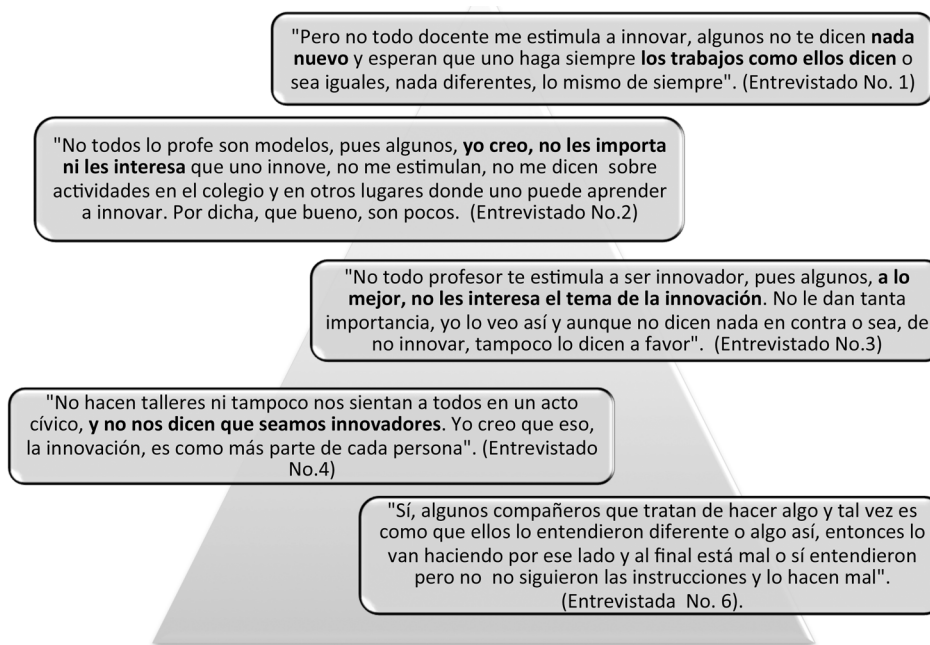 "Pero no todo docente me estimula a innovar, algunos no te dicen nada
nuevo y esperan que uno haga siempre los trabajos como ellos dicen o
sea iguales, nada diferentes, lo mismo de siempre". (Entrevistado No. 1)
"No todos lo profe son modelos, pues algunos, yo creo, no les importa
ni les interesa que uno innove, no me estimulan, no me dicen sobre
actividades en el colegio y en otros lugares donde uno puede aprender
a innovar. Por dicha, que bueno, son pocos. (Entrevistado No.2)
"No todo profesor te estimula a ser innovador, pues algunos, a lo
mejor, no les interesa el tema de la innovación. No le dan tanta
importancia, yo lo veo así y aunque no dicen nada en contra o sea, de
no innovar, tampoco lo dicen a favor". (Entrevistado No.3)
"No hacen talleres ni tampoco nos sientan a todos en un acto
cívico, y no nos dicen que seamos innovadores. Yo creo que eso,
la innovación, es como más parte de cada persona". (Entrevistado
No.4)
"Sí, algunos compañeros que tratan de hacer algo y tal vez es
como que ellos lo entendieron diferente o algo así, entonces lo
van haciendo por ese lado y al final está mal o sí entendieron
pero no no siguieron las instrucciones y lo hacen mal".
(Entrevistada No. 6).